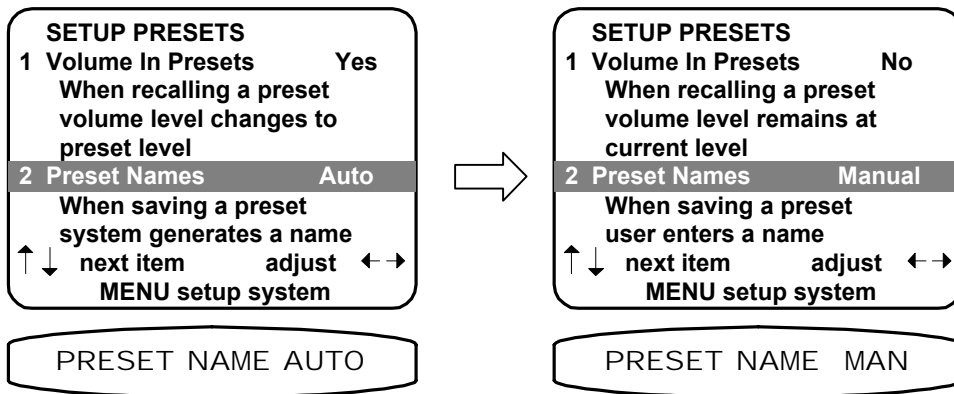 SETUP PRESETS
1 Volume In Presets Yes
When recalling a preset
volume level changes to
preset level
2 Preset Names Auto
When saving a preset
system generates a name
↑↓ next item adjust ←→
MENU setup system
PRESET NAME AUTO
SETUP PRESETS
1 Volume In Presets No
When recalling a preset
volume level remains at
current level
2 Preset Names Manual
When saving a preset
user enters a name
↑↓ next item adjust ←→
MENU setup system
PRESET NAME MAN